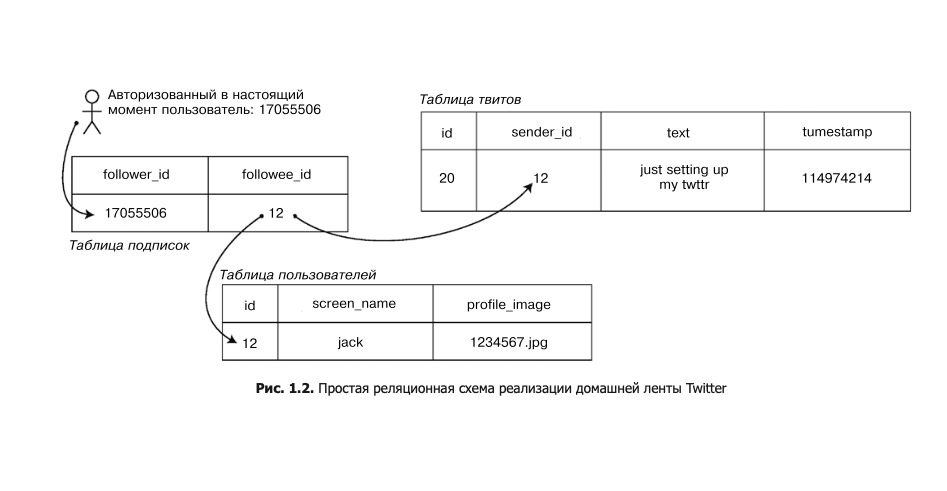 Авторизованный в настоящий
момент пользователь: 17055506
follower_id followee_id
17055506 12
Таблица подписок
Таблица твитов
id sender_id text tumestamp
20 12 just setting up
my twttr 114974214
Таблица пользователей
id screen_name profile_image
12 jack 1234567.jpg
Рис. 1.2. Простая реляционная схема реализации домашней ленты Twitter